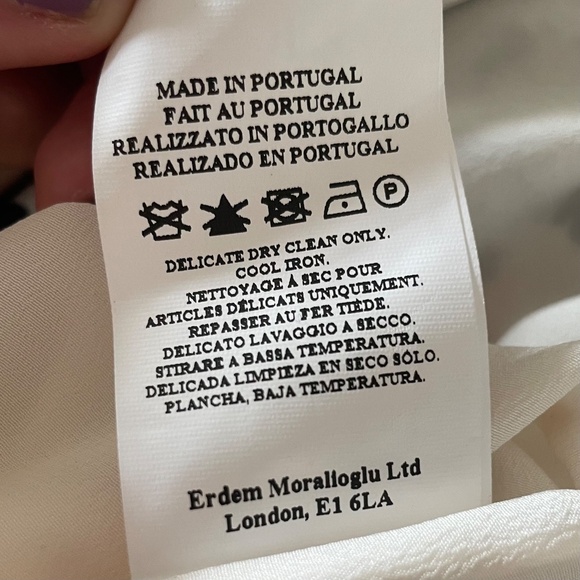 MADE IN PORTUGAL
FAIT AU PORTUGAL
REALIZZATO IN PORTOGALLO
REALIZADO EN PORTUGAL
P
DELICATE DRY CLEAN ONLY.
COOL IRON.
NETTOYAGE À SEC POUR
ARTICLES DÉLICATS UNIQUEMENT.
REPASSER AU FER TIÈDE.
DELICATO LAVAGGIO A SECCO.
STIRARE A BASSA TEMPERATURA.
DELICADA LIMPIEZA EN SECO SÓLO.
PLANCHA, BAJA TEMPERATURA.
Erdem Moralioglu Ltd
London, E1 6LA